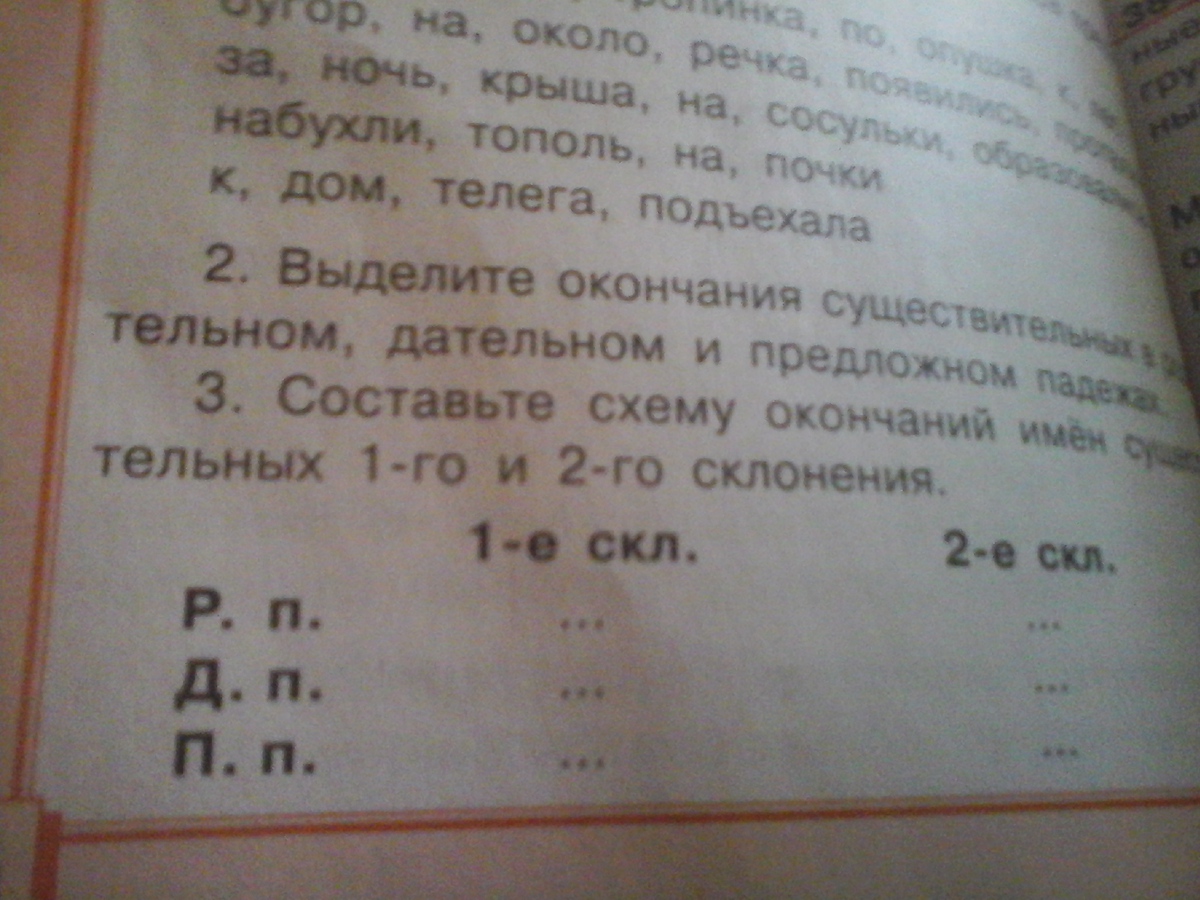 по, опушка, к,
бугор, на, около, речка, появились,
за, ночь, крыша, на, сосульки,
набухли, тополь, на, почки
к, дом, телега, подъехала
2. Выделите окончания существительных в
тельном, дательном и предложном падежах.
3. Составьте схему окончаний имён
тельных 1-го и 2-го склонения.
1-е скл. 2-е скл.
Р. п. ... ...
Д. п. ... ...
П. п. ... ...